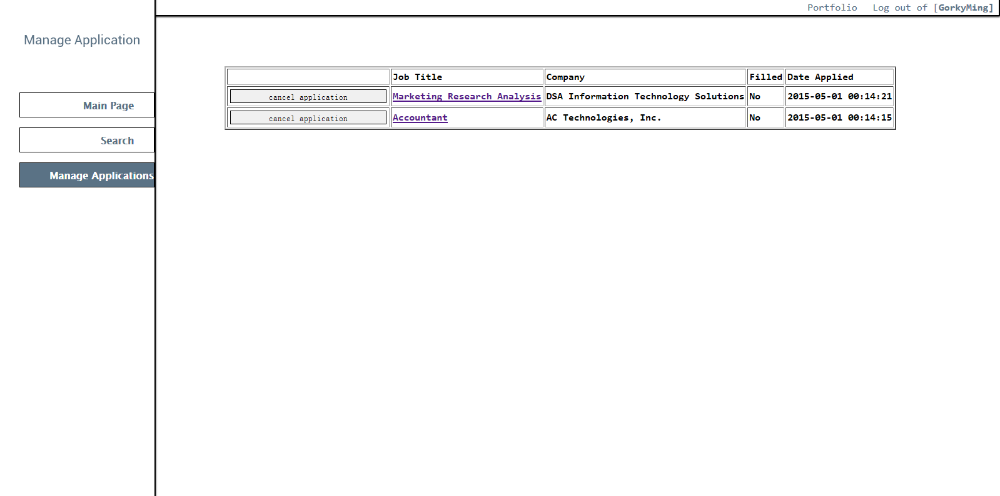 Portfolio Log out of [GorkyMing]
Manage Application
Main Page
Search
Manage Applications
Job Title Company Filled Date Applied
cancel application Marketing Research Analysis DSA Information Technology Solutions No 2015-05-01 00:14:21
cancel application Accountant AC Technologies, Inc. No 2015-05-01 00:14:15